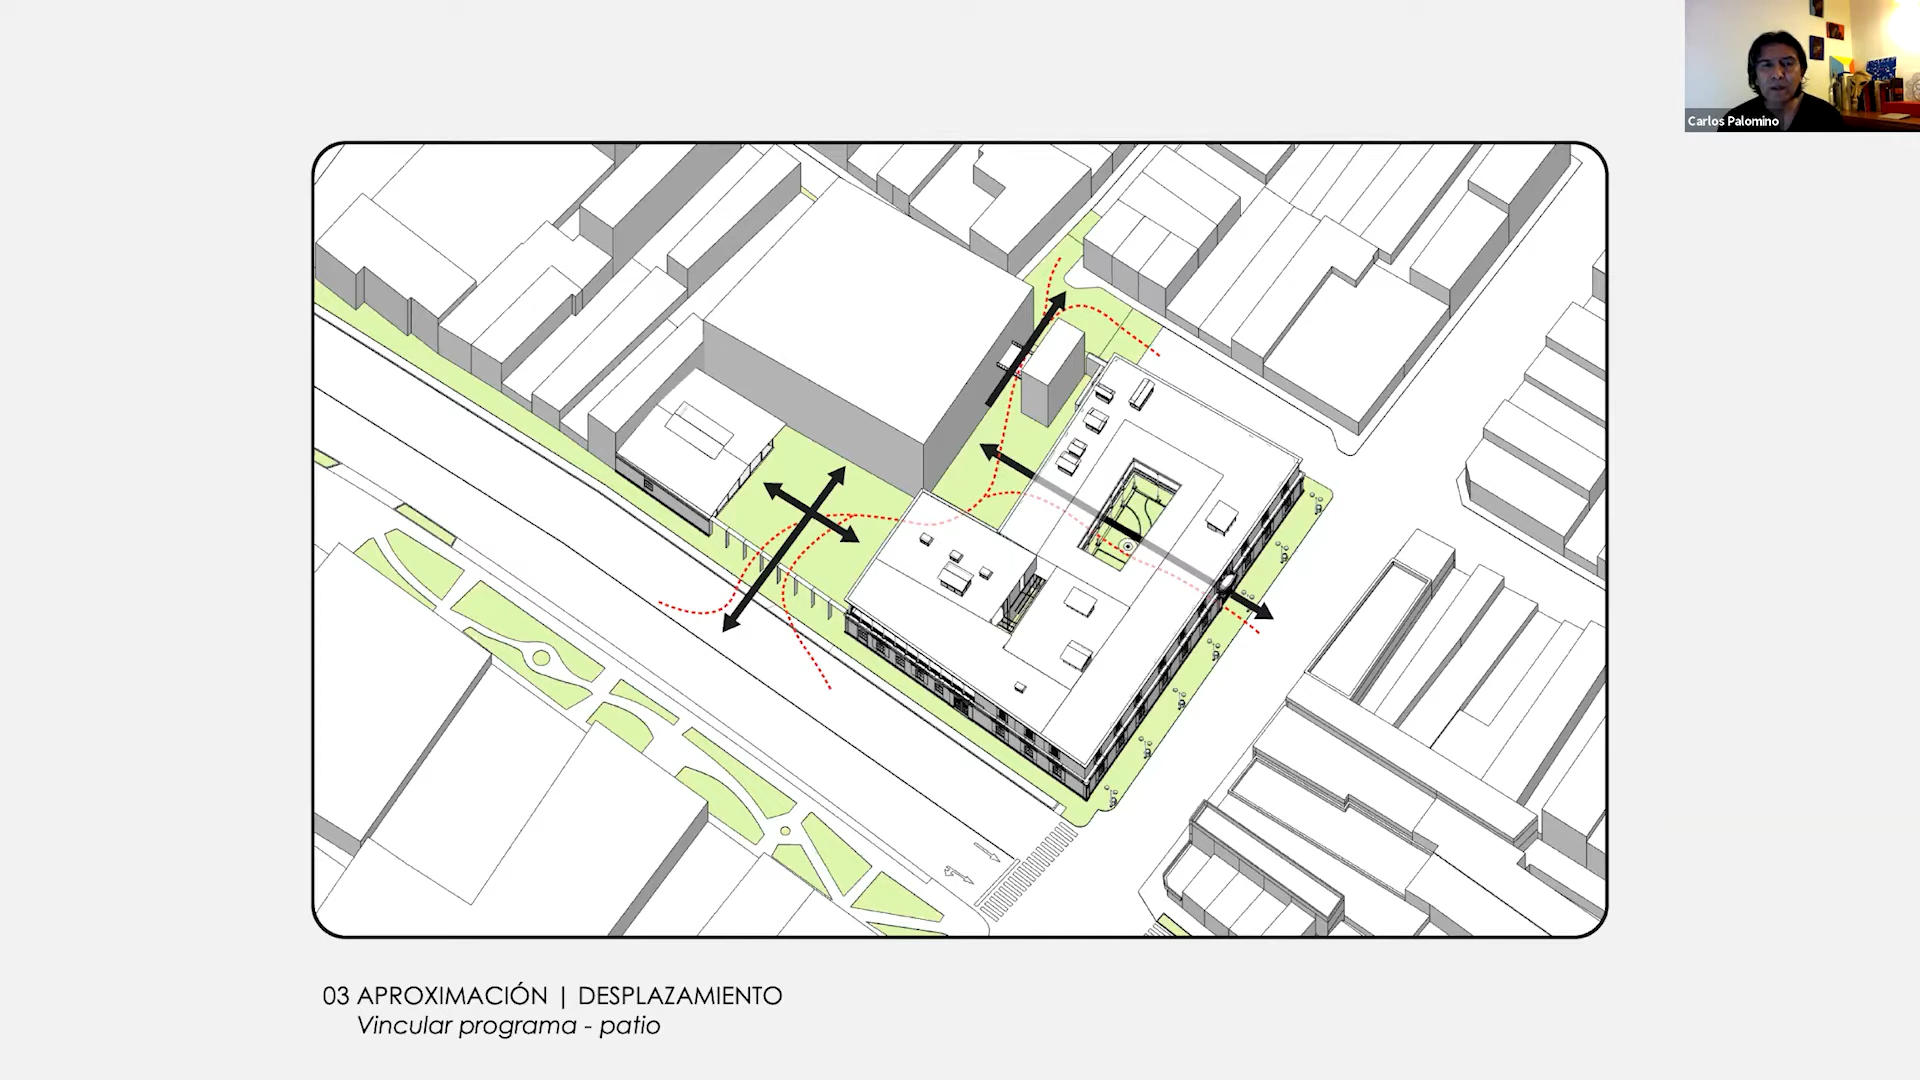 Carlos Palomino
03 APROXIMACIÓN | DESPLAZAMIENTO
Vincular programa - patio